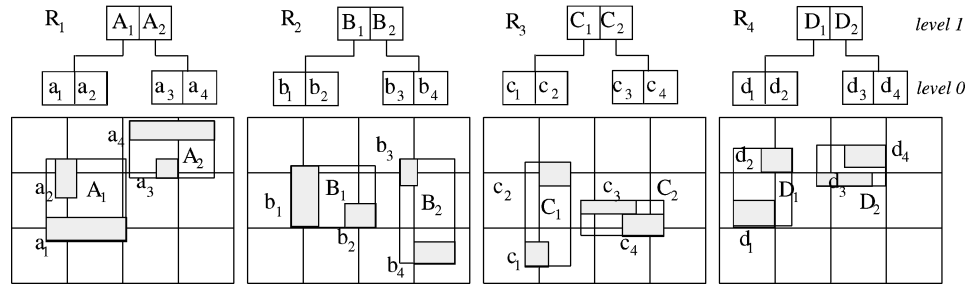 R1 A1 A2 R2 B1 B2 R3 C1 C2 R4 D1 D2 level 1
a1 a2 a3 a4 b1 b2 b3 b4 c1 c2 c3 c4 d1 d2 d3 d4 level 0
a4 A2 a3 a2 A1 a1
b3 B1 B2 b1 b2 b4
c2 c3 C2 C1 c4 c1
d2 d4 d3 D1 D2 d1